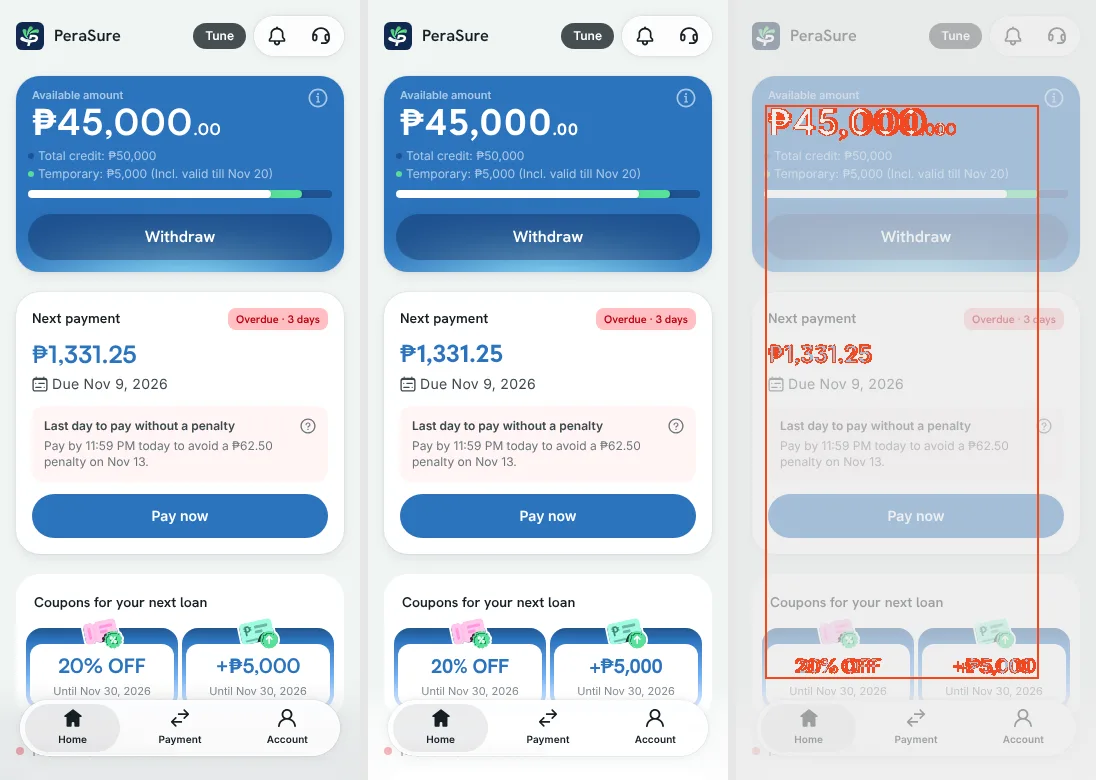 PeraSure
Tune
Available amount
₱45,000.00
Total credit: ₱50,000
Temporary: ₱5,000 (Incl. valid till Nov 20)
Withdraw
Next payment
Overdue · 3 days
₱1,331.25
Due Nov 9, 2026
Last day to pay without a penalty
Pay by 11:59 PM today to avoid a ₱62.50
penalty on Nov 13.
Pay now
Coupons for your next loan
20% OFF
+₱5,000
Until Nov 30, 2026
Until Nov 30, 2026
Home
Payment
Account
PeraSure
Tune
Available amount
₱45,000.00
Total credit: ₱50,000
Temporary: ₱5,000 (Incl. valid till Nov 20)
Withdraw
Next payment
Overdue · 3 days
₱1,331.25
Due Nov 9, 2026
Last day to pay without a penalty
Pay by 11:59 PM today to avoid a ₱62.50
penalty on Nov 13.
Pay now
Coupons for your next loan
20% OFF
+₱5,000
Until Nov 30, 2026
Until Nov 30, 2026
Home
Payment
Account
PeraSure
Tune
Available amount
Total credit: ₱50,000
Temporary: ₱5,000 (Incl. valid till Nov 20)
Withdraw
Next payment
Overdue · 3 days
₱1,331.25
Due Nov 9, 2026
Last day to pay without a penalty
Pay by 11:59 PM today to avoid a ₱62.50
penalty on Nov 13.
Pay now
Coupons for your next loan
Until Nov 30, 2026
Until Nov 30, 2026
Home
Payment
Account